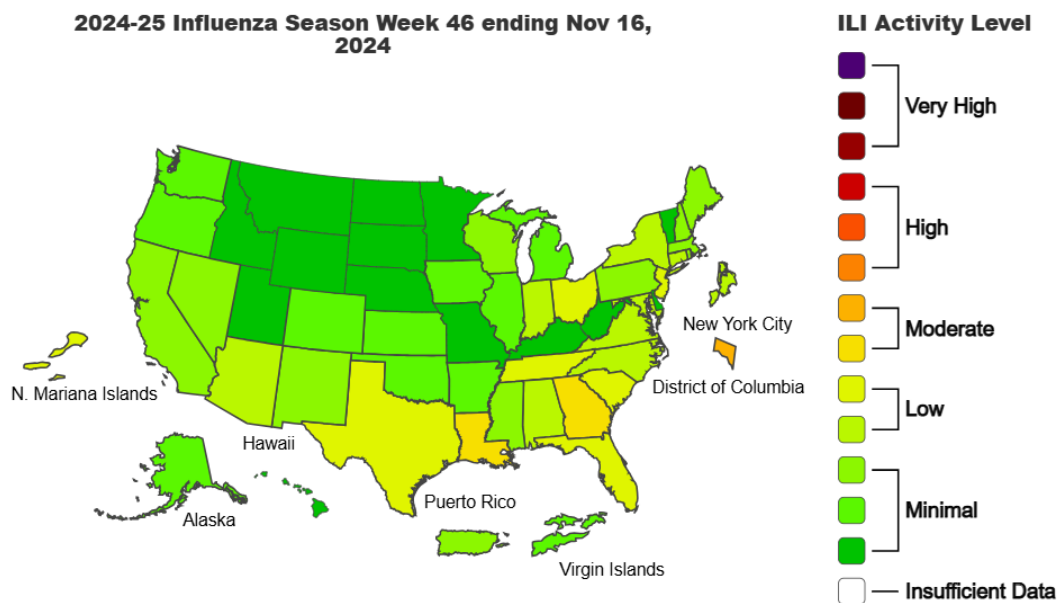 2024-25 Influenza Season Week 46 ending Nov 16,
2024
ILI Activity Level
Very High
High
Moderate
Low
Minimal
Insufficient Data
New York City
District of Columbia
N. Mariana Islands
Hawaii
Alaska
Puerto Rico
Virgin Islands